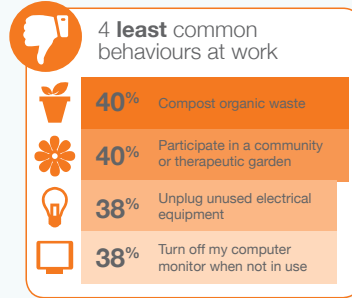 4 least common
behaviours at work
40% Compost organic waste
40% Participate in a community
or therapeutic garden
38% Unplug unused electrical
equipment
38% Turn off my computer
monitor when not in use